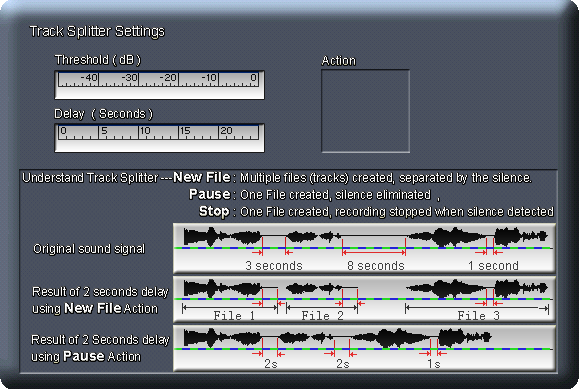 Track Splitter Settings
Threshold ( dB )
Action
-40 -30 -20 -10 0
Delay ( Seconds )
0 5 10 15 20
Understand Track Splitter ---New File : Multiple files (tracks) created, separated by the silence.
Pause : One File created, silence eliminated ,
Stop : One File created, recording stopped when silence detected
Original sound signal
3 seconds 8 seconds 1 second
Result of 2 seconds delay
using New File Action
File 1 File 2 File 3
Result of 2 Seconds delay
using Pause Action
2s 2s 1s